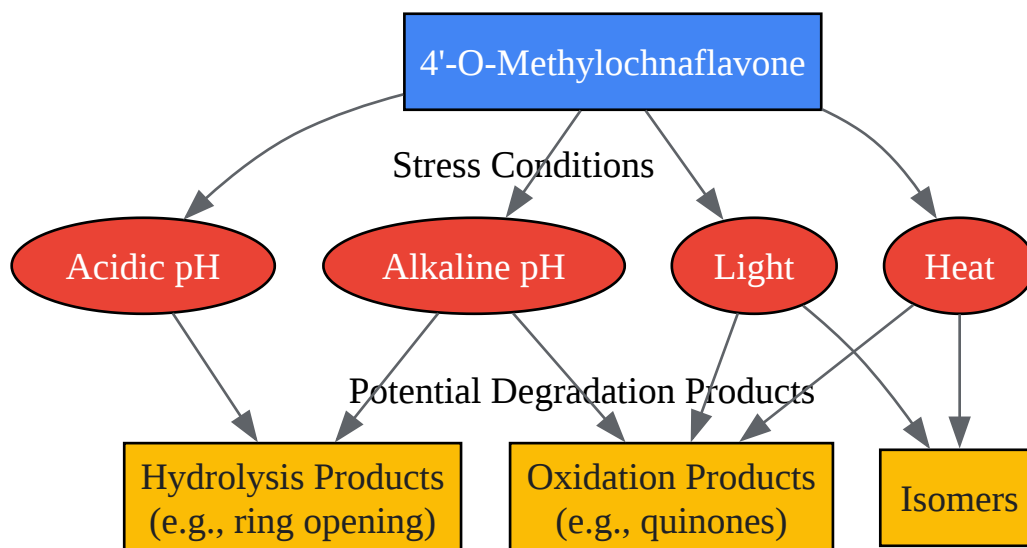 4'-O-Methylochnaflavone
Stress Conditions
Acidic pH
Alkaline pH
Light
Heat
Potential Degradation Products
Hydrolysis Products
(e.g., ring opening)
Oxidation Products
(e.g., quinones)
Isomers